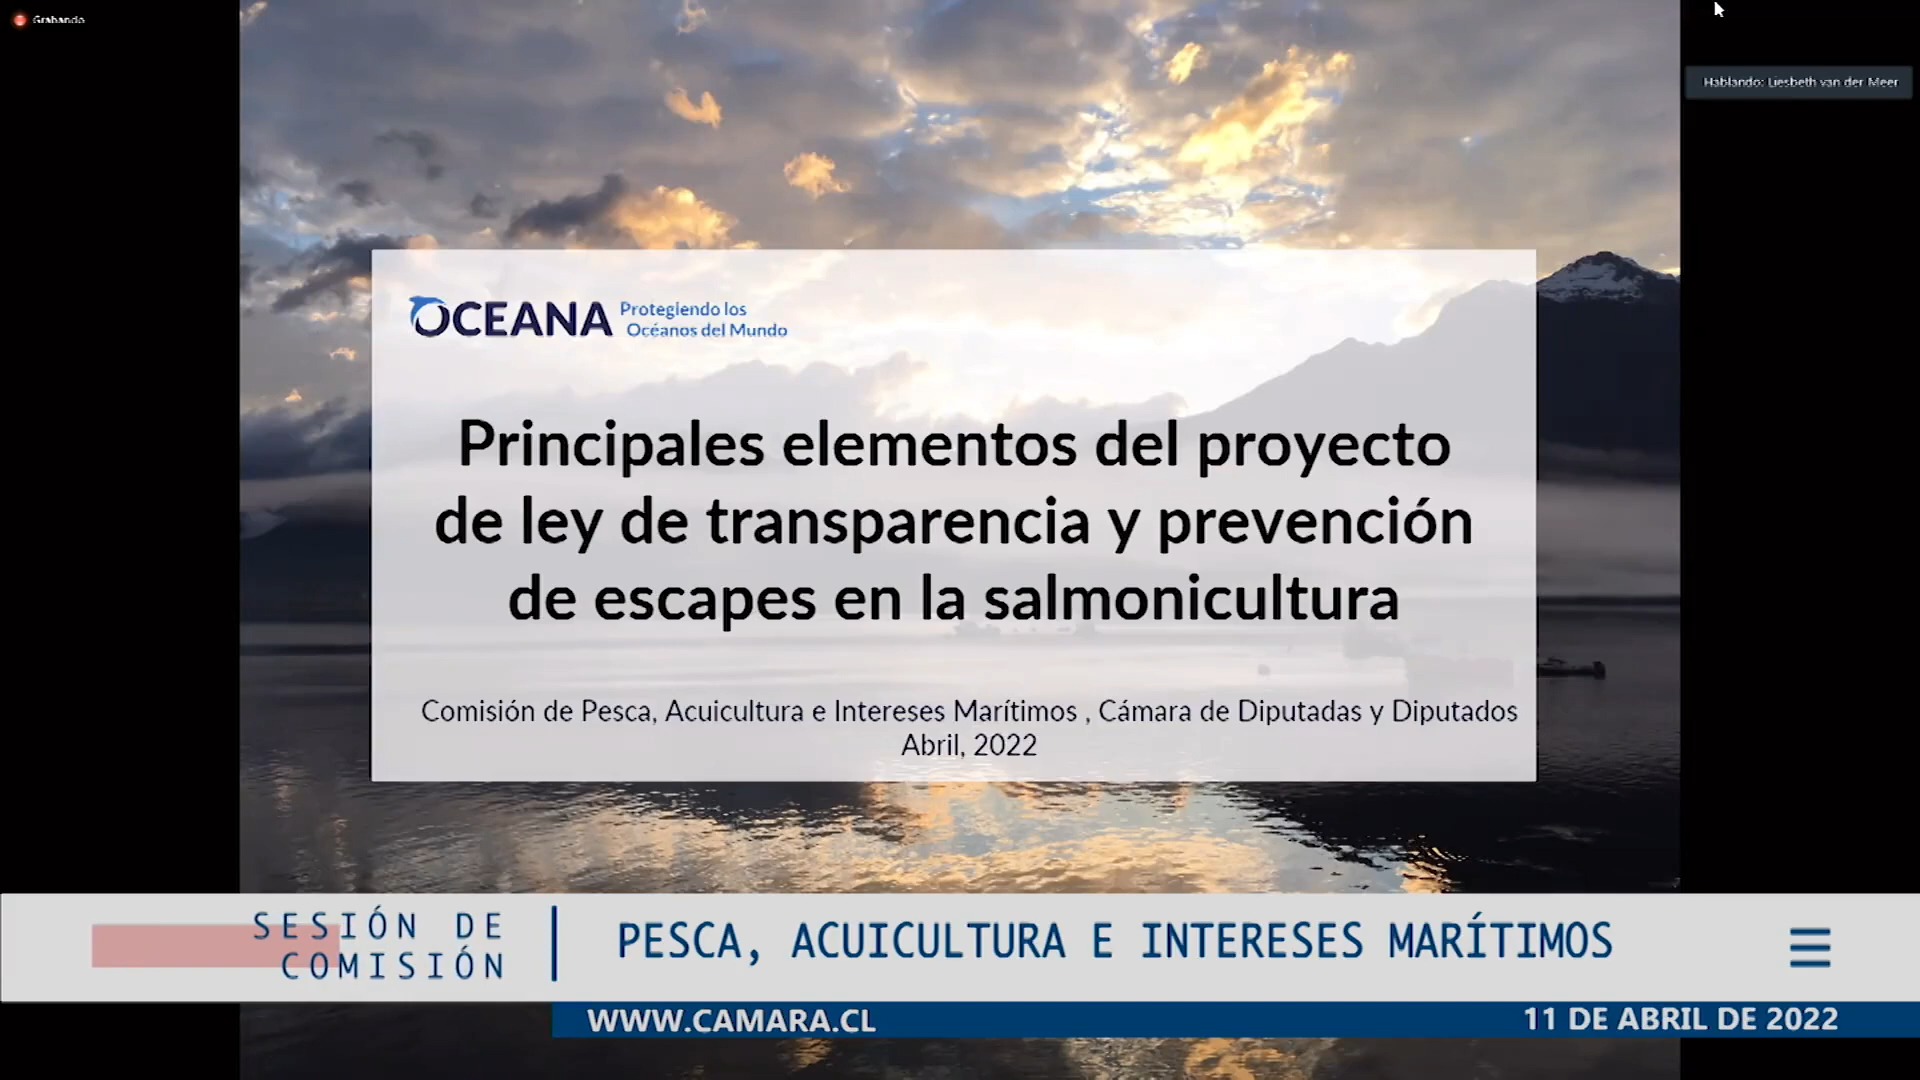 Grabando
Hablando: Liesbeth van der Meer
OCEANA Protegiendo los
Océanos del Mundo
Principales elementos del proyecto
de ley de transparencia y prevención
de escapes en la salmonicultura
Comisión de Pesca, Acuicultura e Intereses Marítimos , Cámara de Diputadas y Diputados
Abril, 2022
SESIÓN DE
COMISIÓN
PESCA, ACUICULTURA E INTERESES MARÍTIMOS
WWW.CAMARA.CL
11 DE ABRIL DE 2022